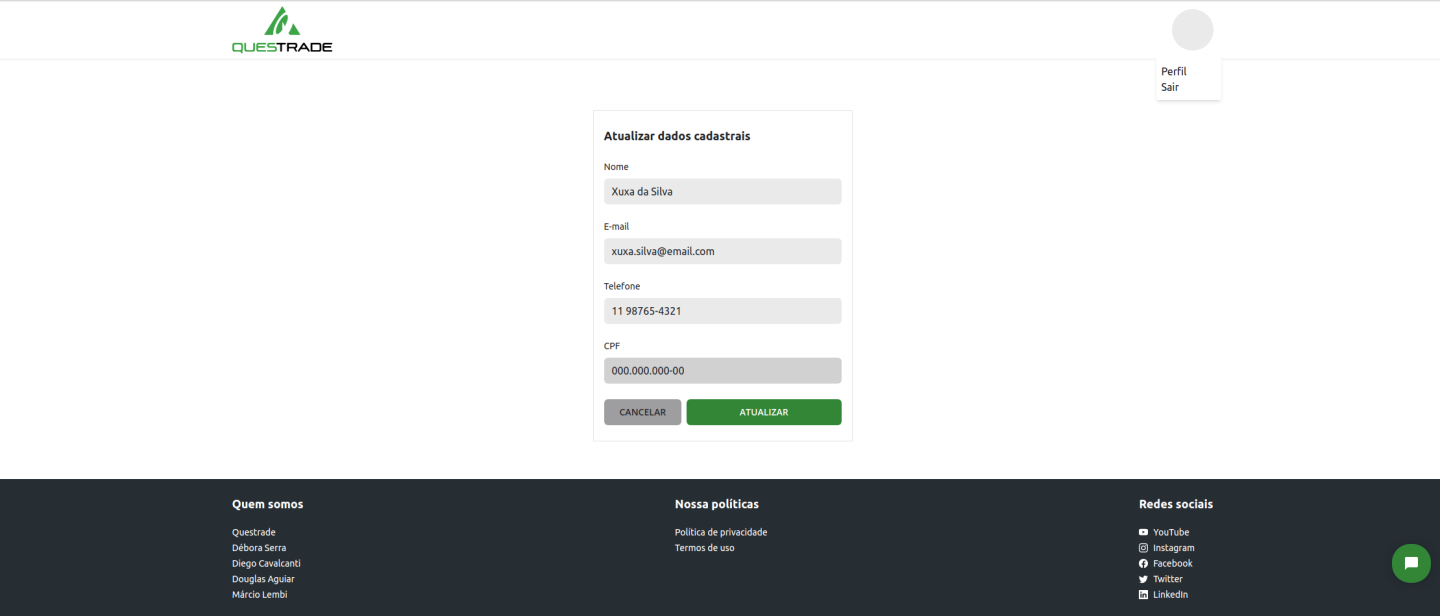 QUESTRADE
Perfil
Sair
Atualizar dados cadastrais
Nome
Xuxa da Silva
E-mail
xuxa.silva@email.com
Telefone
11 98765-4321
CPF
000.000.000-00
CANCELAR
ATUALIZAR
Quem somos
Questrade
Débora Serra
Diego Cavalcanti
Douglas Aguiar
Márcio Lembi
Nossa políticas
Política de privacidade
Termos de uso
Redes sociais
YouTube
Instagram
Facebook
Twitter
LinkedIn